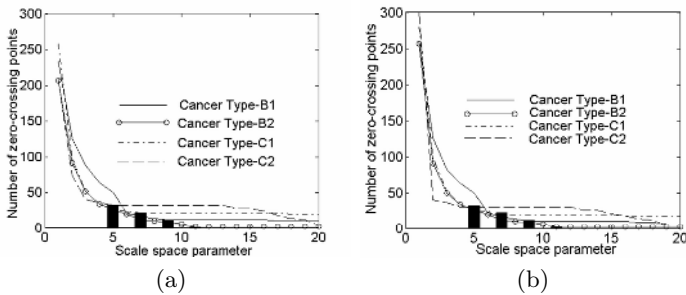 300
250
200
150
100
50
0
Number of zero-crossing points
Cancer Type-B1
Cancer Type-B2
Cancer Type-C1
Cancer Type-C2
0 5 10 15 20
Scale space parameter
(a)
300
250
200
150
100
50
0
Number of zero-crossing points
Cancer Type-B1
Cancer Type-B2
Cancer Type-C1
Cancer Type-C2
0 5 10 15 20
Scale space parameter
(b)